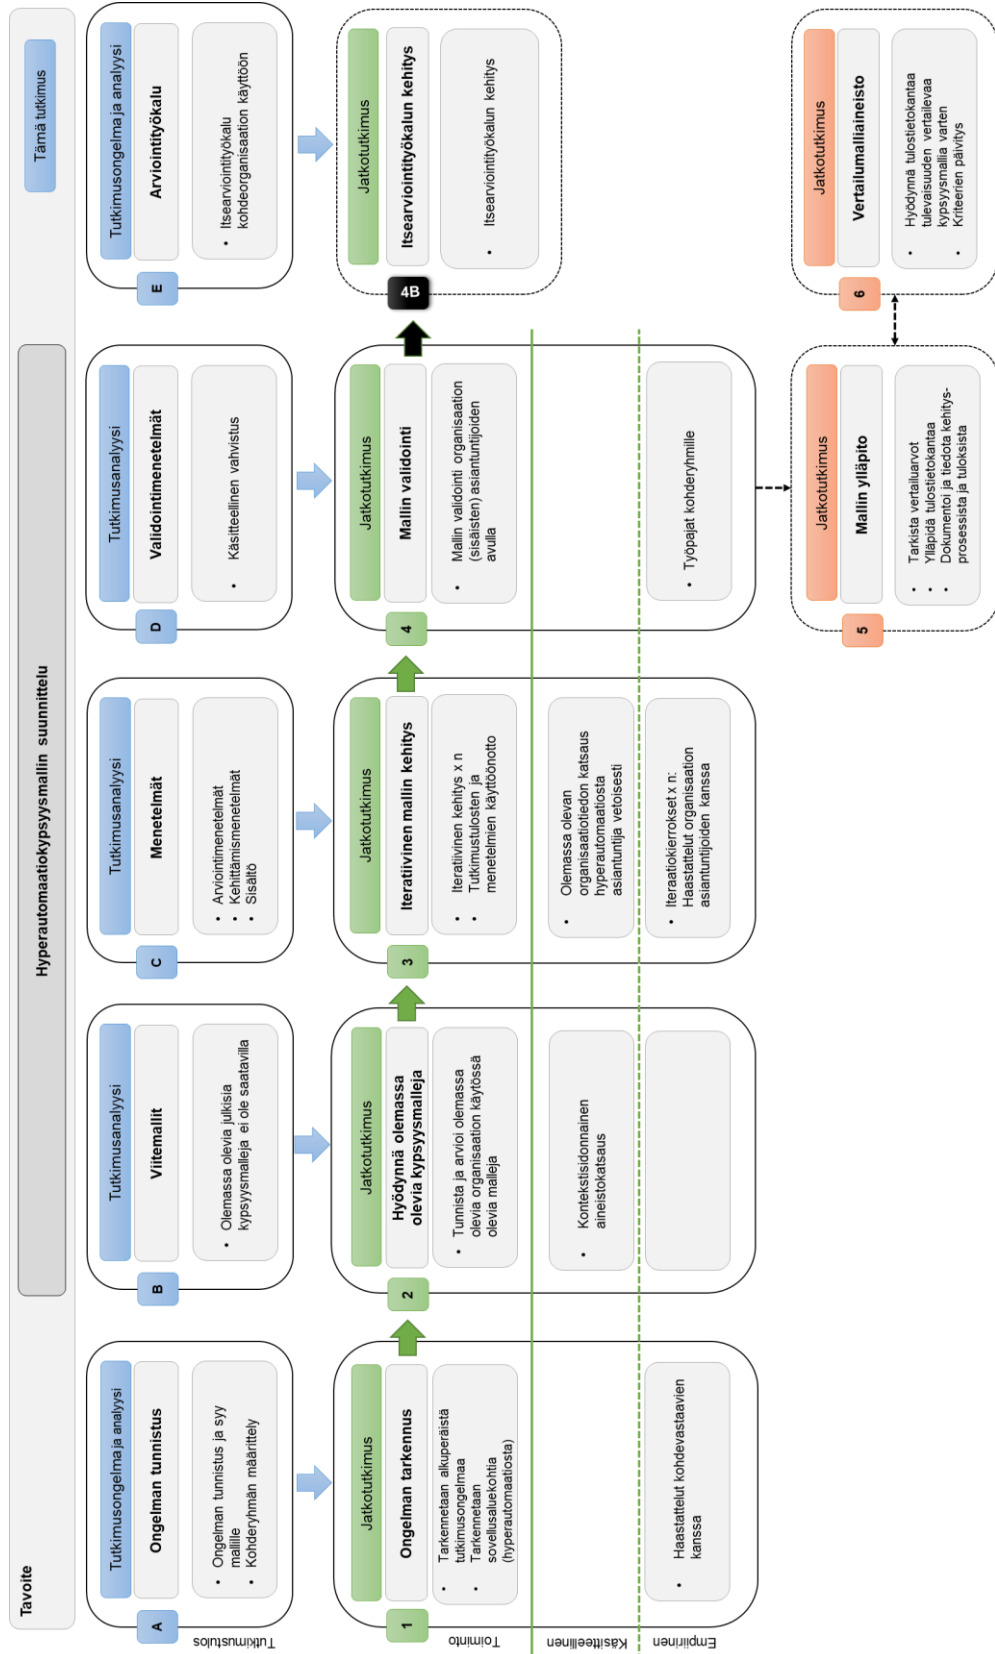 Tavoite
Hyperautomaatiokypsyysmallin suunnittelu
Tämä tutkimus
Tutkimustulos
A
Tutkimusongelma ja analyysi
Ongelman tunnistus
• Ongelman tunnistus ja syy
mallille
• Kohderyhmän määrittely
B
Tutkimusanalyysi
Viitemallit
• Olemassa olevia julkisia
kypsyysmalleja ei ole saatavilla
C
Tutkimusanalyysi
Menetelmät
• Arviointimenetelmät
• Kehittämismenetelmät
• Sisältö
D
Tutkimusanalyysi
Validointimenetelmät
• Käsitteellinen vahvistus
E
Tutkimusongelma ja analyysi
Arviointityökalu
• Itsearviointityökalu
kohdeorganisaation käyttöön
Toiminto
1
Jatkotutkimus
Ongelman tarkennus
• Tarkennetaan alkuperäistä
tutkimusongelmaa
• Tarkennetaan
sovellusaluekohtia
(hyperautomaatiosta)
2
Jatkotutkimus
Hyödynnä olemassa
olevia kypsyysmalleja
• Tunnista ja arvioi olemassa
olevia organisaation käytössä
olevia malleja
3
Jatkotutkimus
Iteratiivinen mallin kehitys
• Iteratiivinen kehitys x n
• Tutkimustulosten ja
menetelmien käyttöönotto
4
Jatkotutkimus
Mallin validointi
• Mallin validointi organisaation
(sisäisten) asiantuntijoiden
avulla
4B
Jatkotutkimus
Itsearviointityökalun kehitys
• Itsearviointityökalun kehitys
Käsitteellinen
• Kontekstisidonnainen
aineistokatsaus
• Olemassa olevan
organisaatiotiedon katsaus
hyperautomaatiosta
asiantuntija vetoisesti
Empiirinen
• Haastattelut kohdevastaavien
kanssa
• Iteraatiokierrokset x n:
Haastattelut organisaation
asiantuntijoiden kanssa
• Työpajat kohderyhmille
5
Jatkotutkimus
Mallin ylläpito
• Tarkista vertailuarvot
• Ylläpidä tulostietokantaa
• Dokumentoi ja tiedota kehitys-
prosessista ja tuloksista
6
Jatkotutkimus
Vertailumalliaineisto
• Hyödynnä tulostietokantaa
tulevaisuuden vertailevaa
kypsyysmallia varten
• Kriteerien päivitys